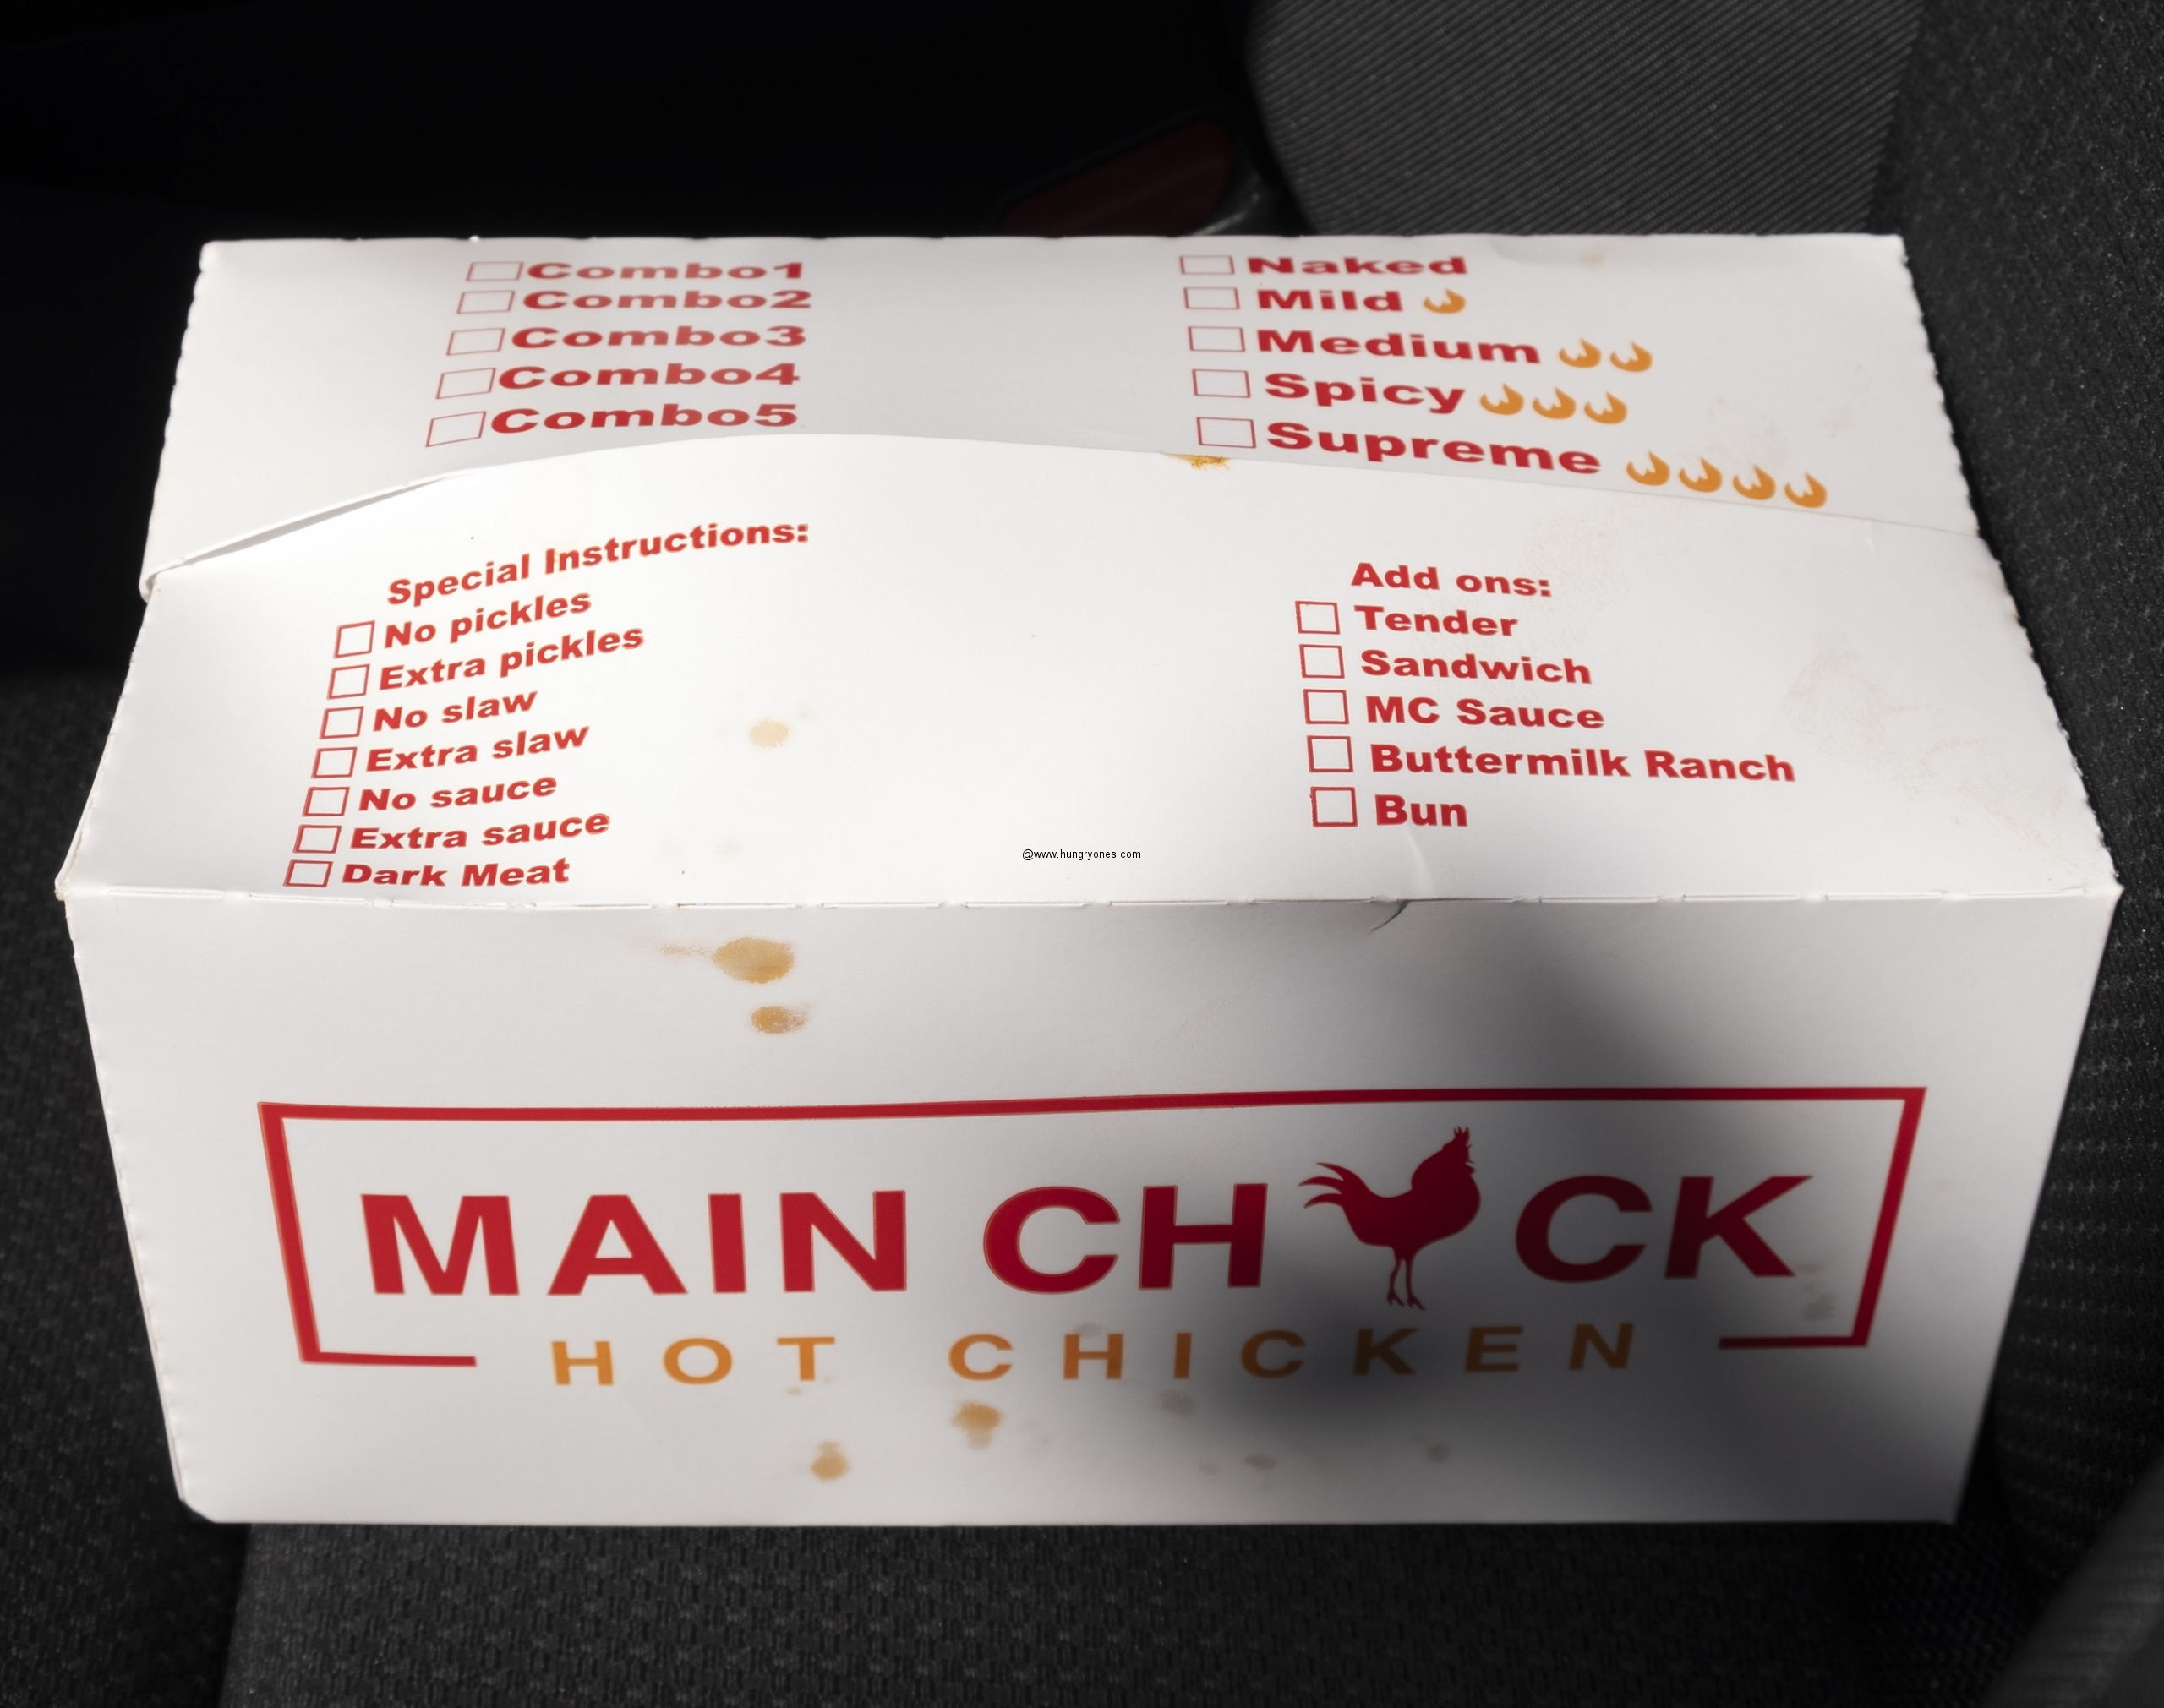 Combo1
Combo2
Combo3
Combo4
Combo5
Naked
Mild
Medium
Spicy
Supreme
Special Instructions:
No pickles
Extra pickles
No slaw
Extra slaw
No sauce
Extra sauce
Dark Meat
Add ons:
Tender
Sandwich
MC Sauce
Buttermilk Ranch
Bun
@www.hungryones.com
MAIN CH CK
HOT CHICKEN